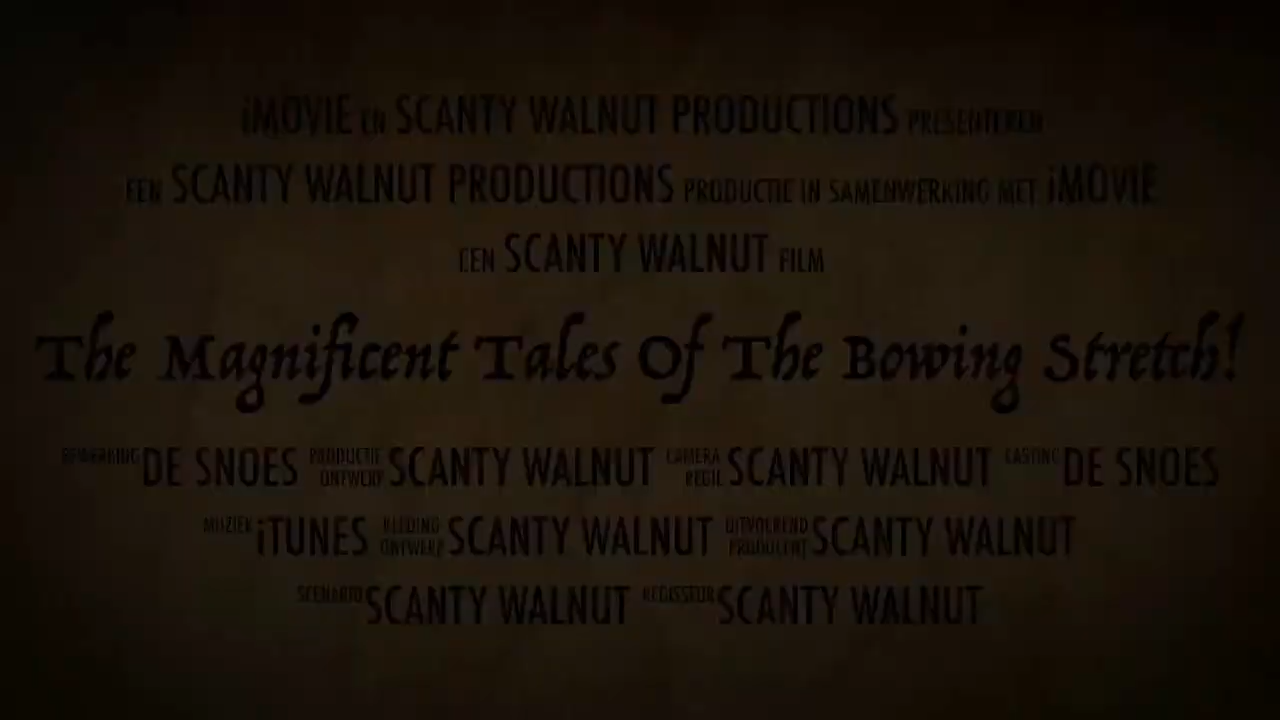 iMOVIE EN SCANTY WALNUT PRODUCTIONS PRESENTEREN
EEN SCANTY WALNUT PRODUCTIONS PRODUCTIE IN SAMENWERKING MET iMOVIE
EEN SCANTY WALNUT FILM
The Magnificent Tales Of The Bowing Stretch!
BEWERKING DE SNOES PRODUCTIE ONTWERP SCANTY WALNUT CAMERA REGIE SCANTY WALNUT CASTING DE SNOES
MUZIEK iTUNES KLEDING ONTWERP SCANTY WALNUT UITVOEREND PRODUCENT SCANTY WALNUT
SCENARIO SCANTY WALNUT REGISSEUR SCANTY WALNUT